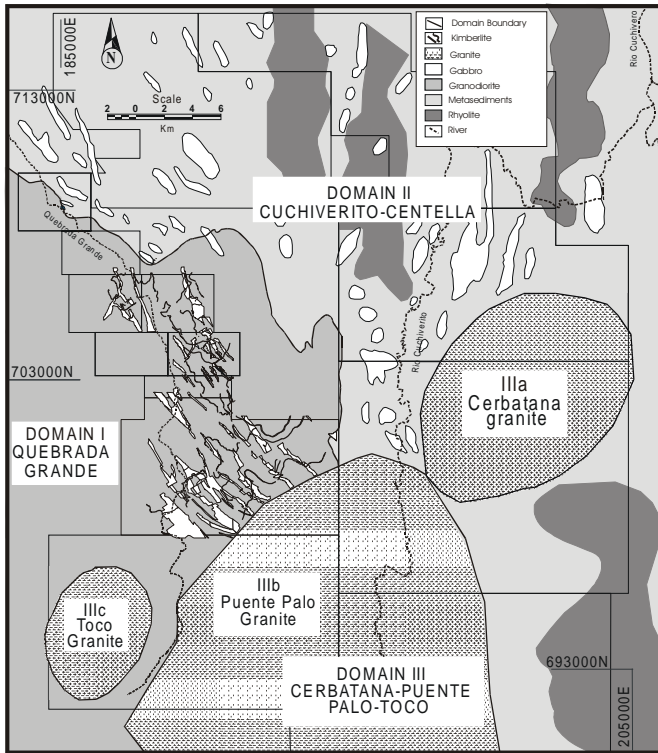 185000E
N
713000N
Scale
2 0 2 4 6
Km
Domain Boundary
Kimberlite
Granite
Gabbro
Granodiorite
Metasediments
Rhyolite
River
Rio Cuchivero
DOMAIN II
CUCHIVERITO-CENTELLA
Quebrada Grande
Rio Cuchiverito
703000N
IIIa
Cerbatana
granite
DOMAIN I
QUEBRADA
GRANDE
IIIb
Puente Palo
Granite
IIIc
Toco
Granite
DOMAIN III
CERBATANA-PUENTE
PALO-TOCO
693000N
205000E